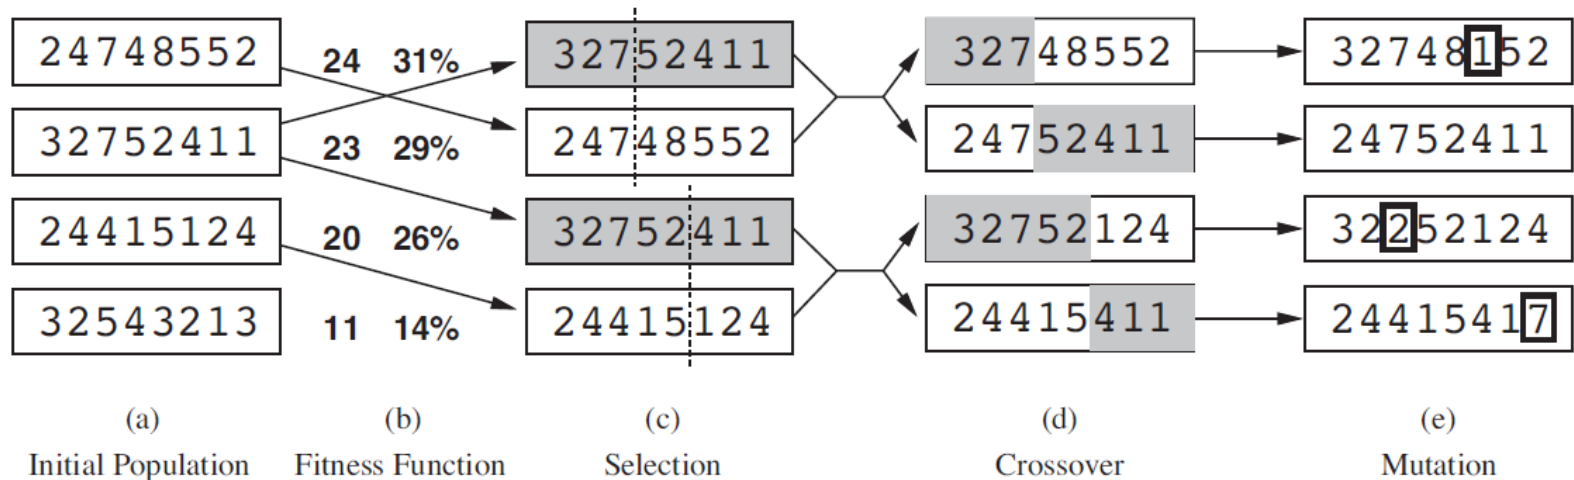 24748552 24 31% 32752411 32748552 32748152
32752411 23 29% 24748552 24752411 24752411
24415124 20 26% 32752411 32752124 32252124
32543213 11 14% 24415124 24415411 24415417
(a) (b) (c) (d) (e)
Initial Population Fitness Function Selection Crossover Mutation